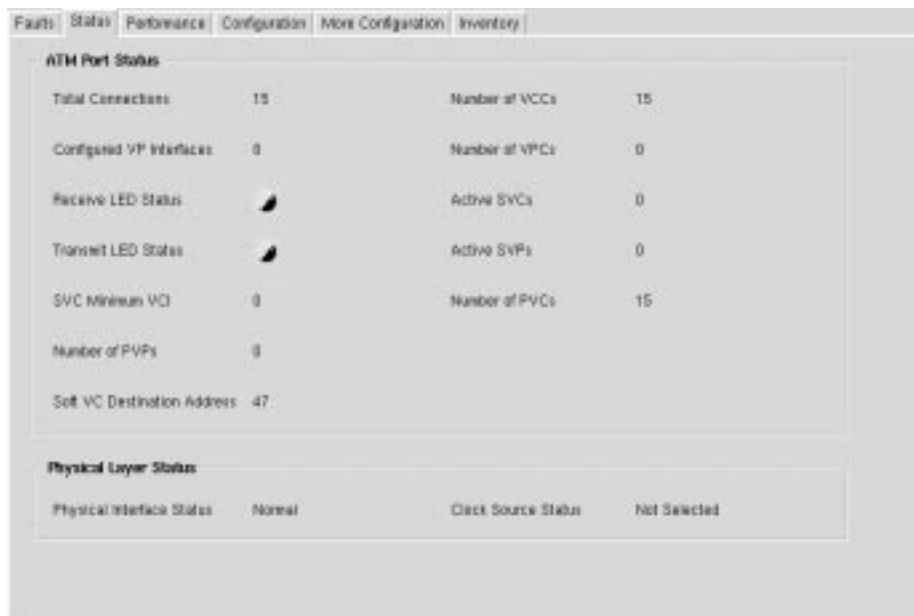 Faults Status Performance Configuration More Configuration Inventory
ATM Port Status
Total Connections 15 Number of VCCs 15
Configured VP Interfaces 0 Number of VPCs 0
Receive LED Status Active SVCs 0
Transmit LED Status Active SVPs 0
SVC Minimum VCI 0 Number of PVCs 15
Number of PVPs 0
Soft VC Destination Address 47
Physical Layer Status
Physical Interface Status Normal Clock Source Status Not Selected